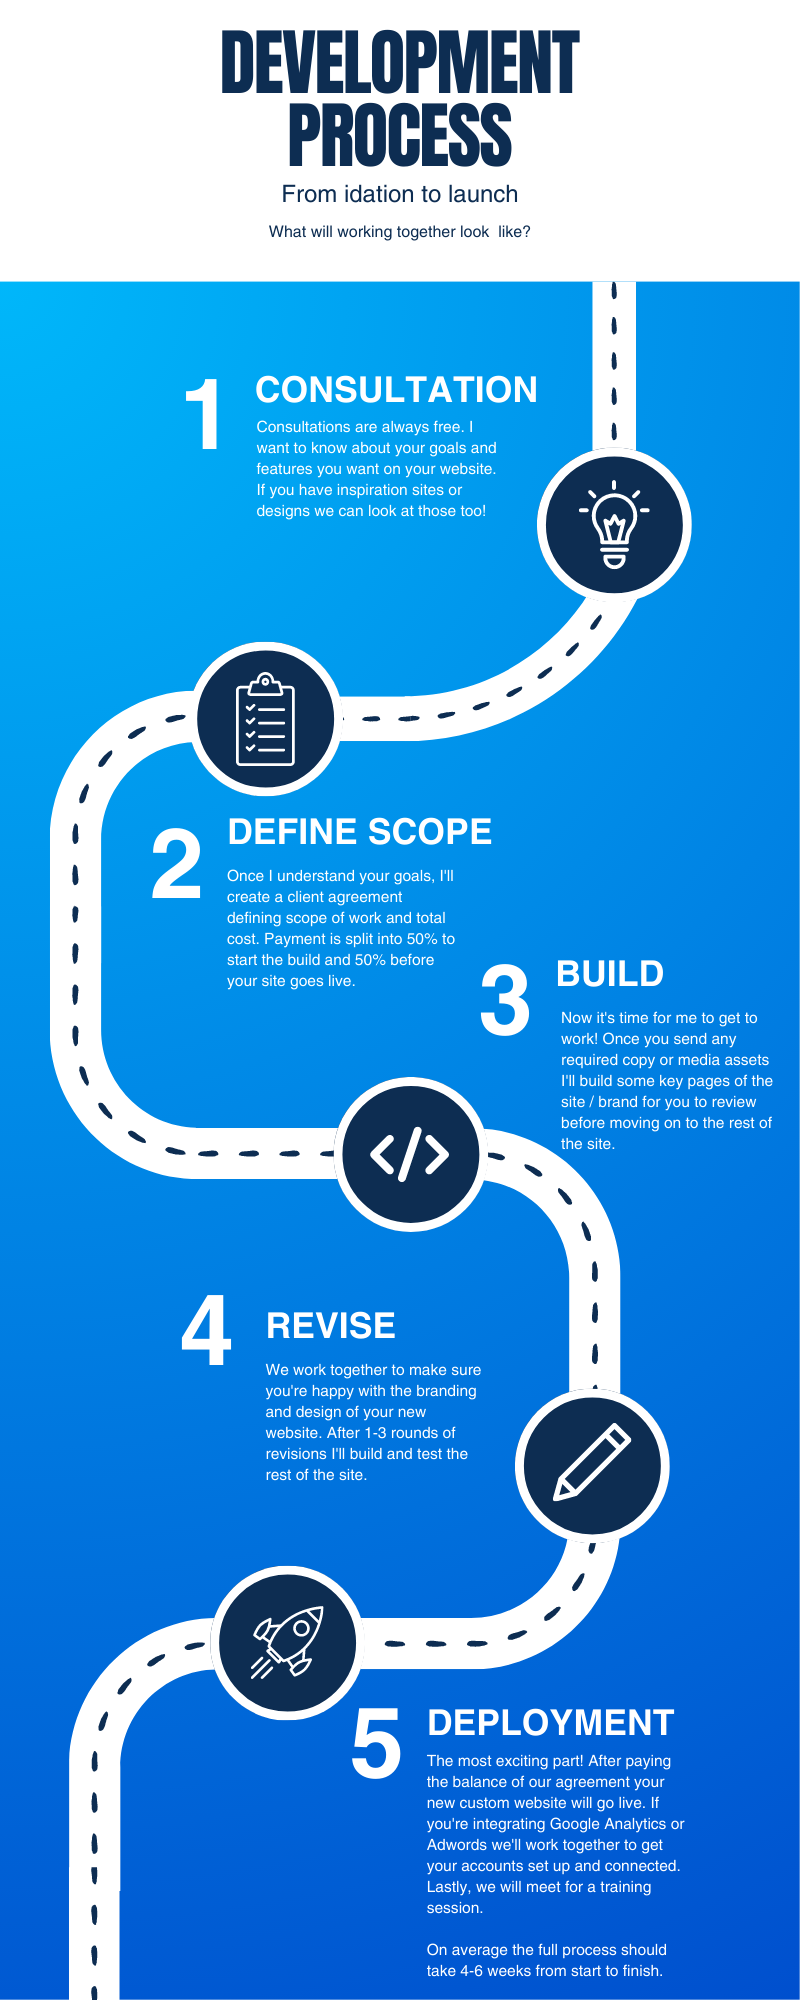 DEVELOPMENT
PROCESS
From idation to launch
What will working together look  like?
1
CONSULTATION
Consultations are always free. I
want to know about your goals and
features you want on your website.
If you have inspiration sites or
designs we can look at those too!
2
DEFINE SCOPE
Once I understand your goals, I'll
create a client agreement
defining scope of work and total
cost. Payment is split into 50% to
start the build and 50% before
your site goes live.
3
BUILD
Now it's time for me to get to
work! Once you send any
required copy or media assets
I'll build some key pages of the
site / brand for you to review
before moving on to the rest of
the site.
4
REVISE
We work together to make sure
you're happy with the branding
and design of your new
website. After 1-3 rounds of
revisions I'll build and test the
rest of the site.
5
DEPLOYMENT
The most exciting part! After paying
the balance of our agreement your
new custom website will go live. If
you're integrating Google Analytics or
Adwords we'll work together to get
your accounts set up and connected.
Lastly, we will meet for a training
session.
On average the full process should
take 4-6 weeks from start to finish.